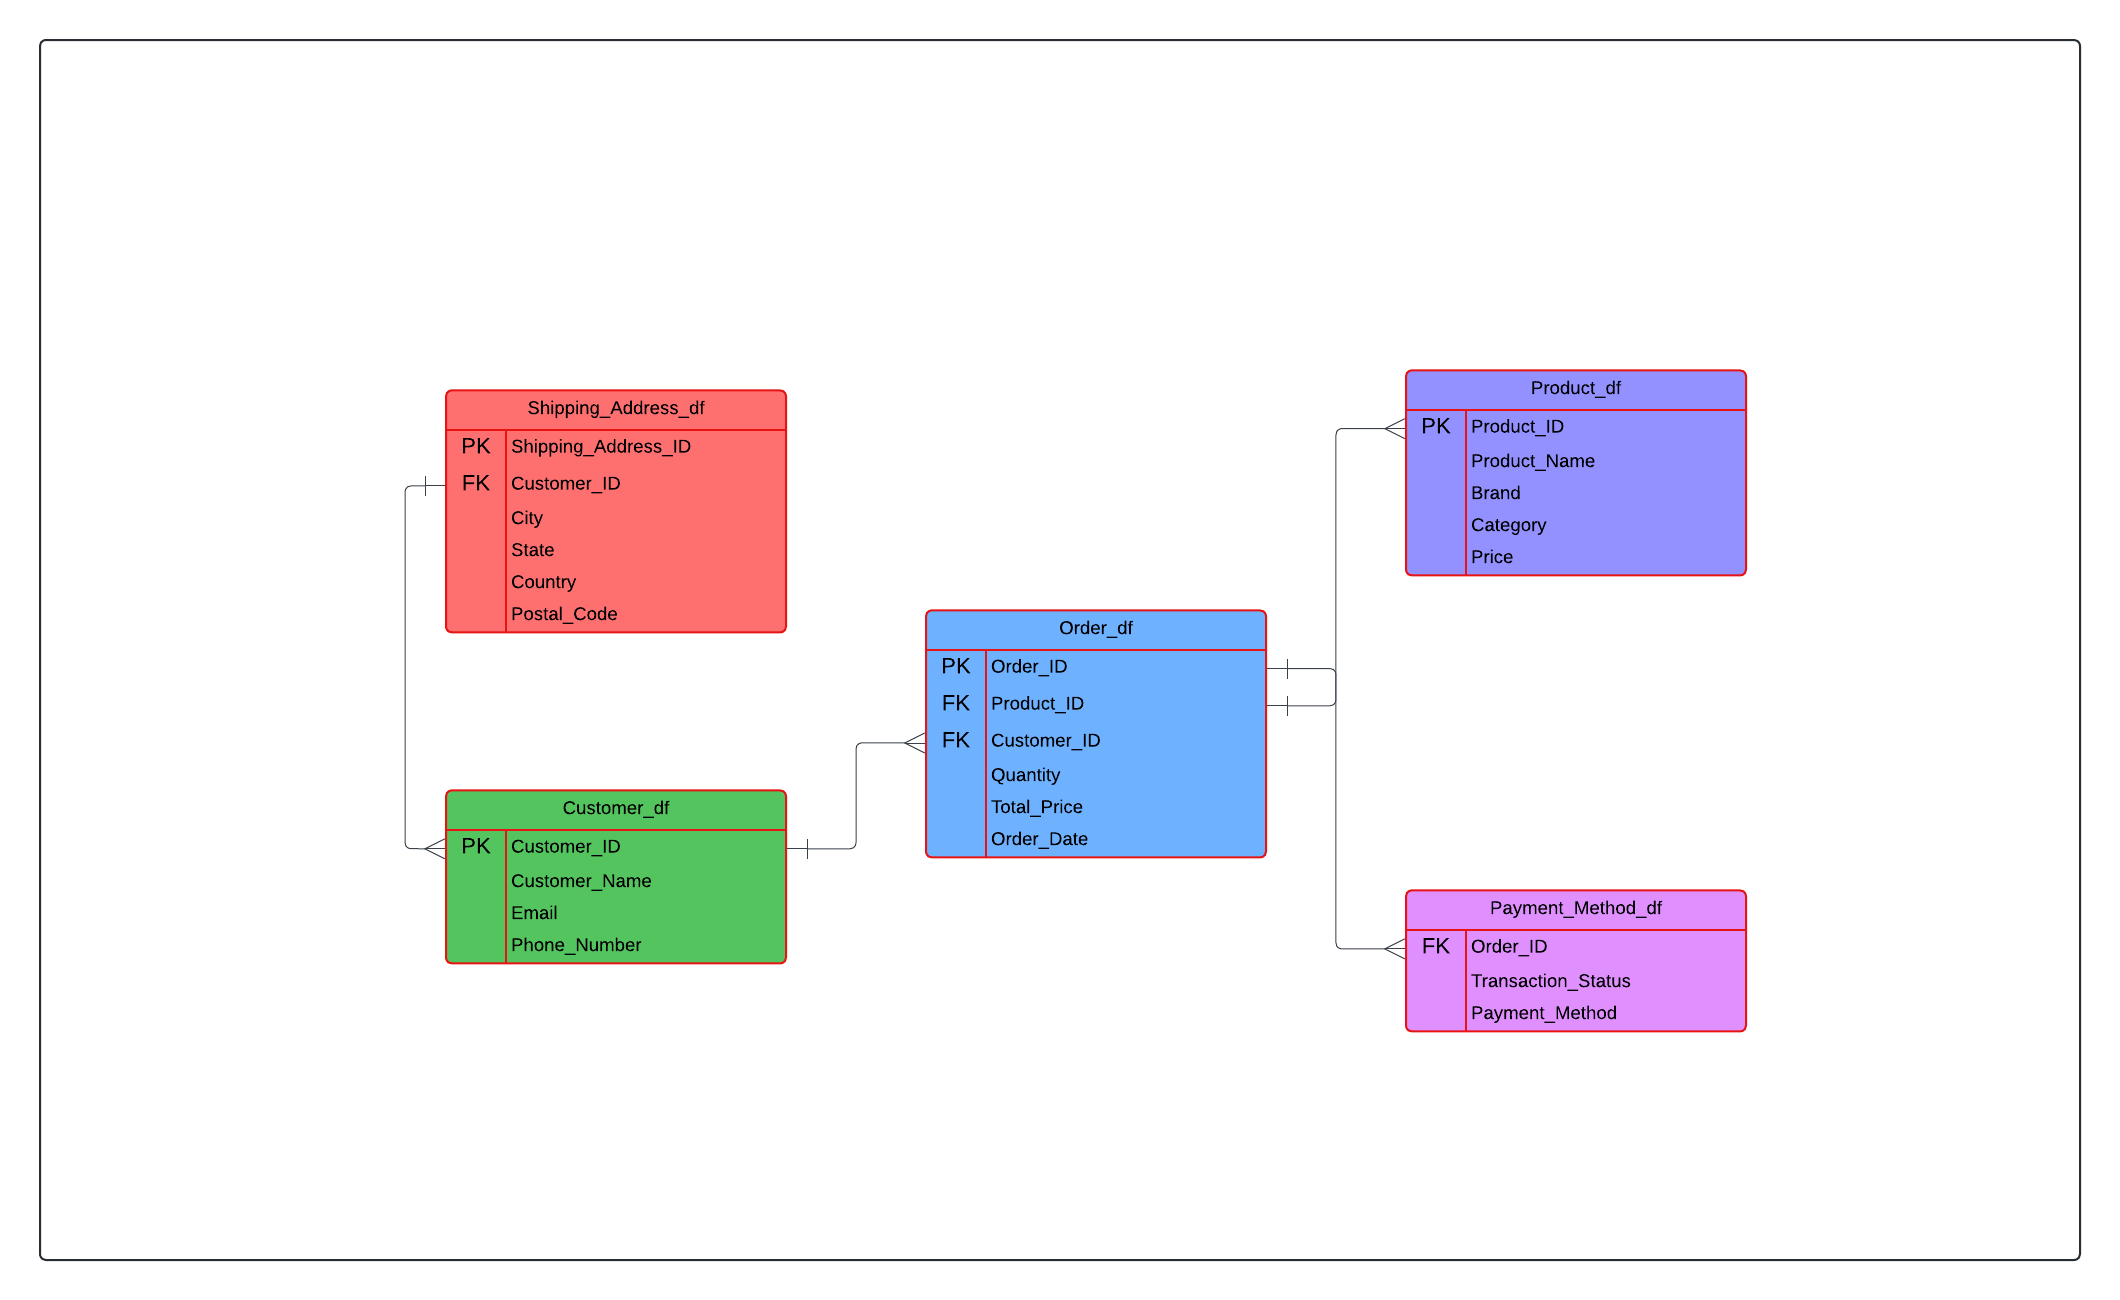 Shipping_Address_df
PK Shipping_Address_ID
FK Customer_ID
City
State
Country
Postal_Code
Customer_df
PK Customer_ID
Customer_Name
Email
Phone_Number
Order_df
PK Order_ID
FK Product_ID
FK Customer_ID
Quantity
Total_Price
Order_Date
Product_df
PK Product_ID
Product_Name
Brand
Category
Price
Payment_Method_df
FK Order_ID
Transaction_Status
Payment_Method